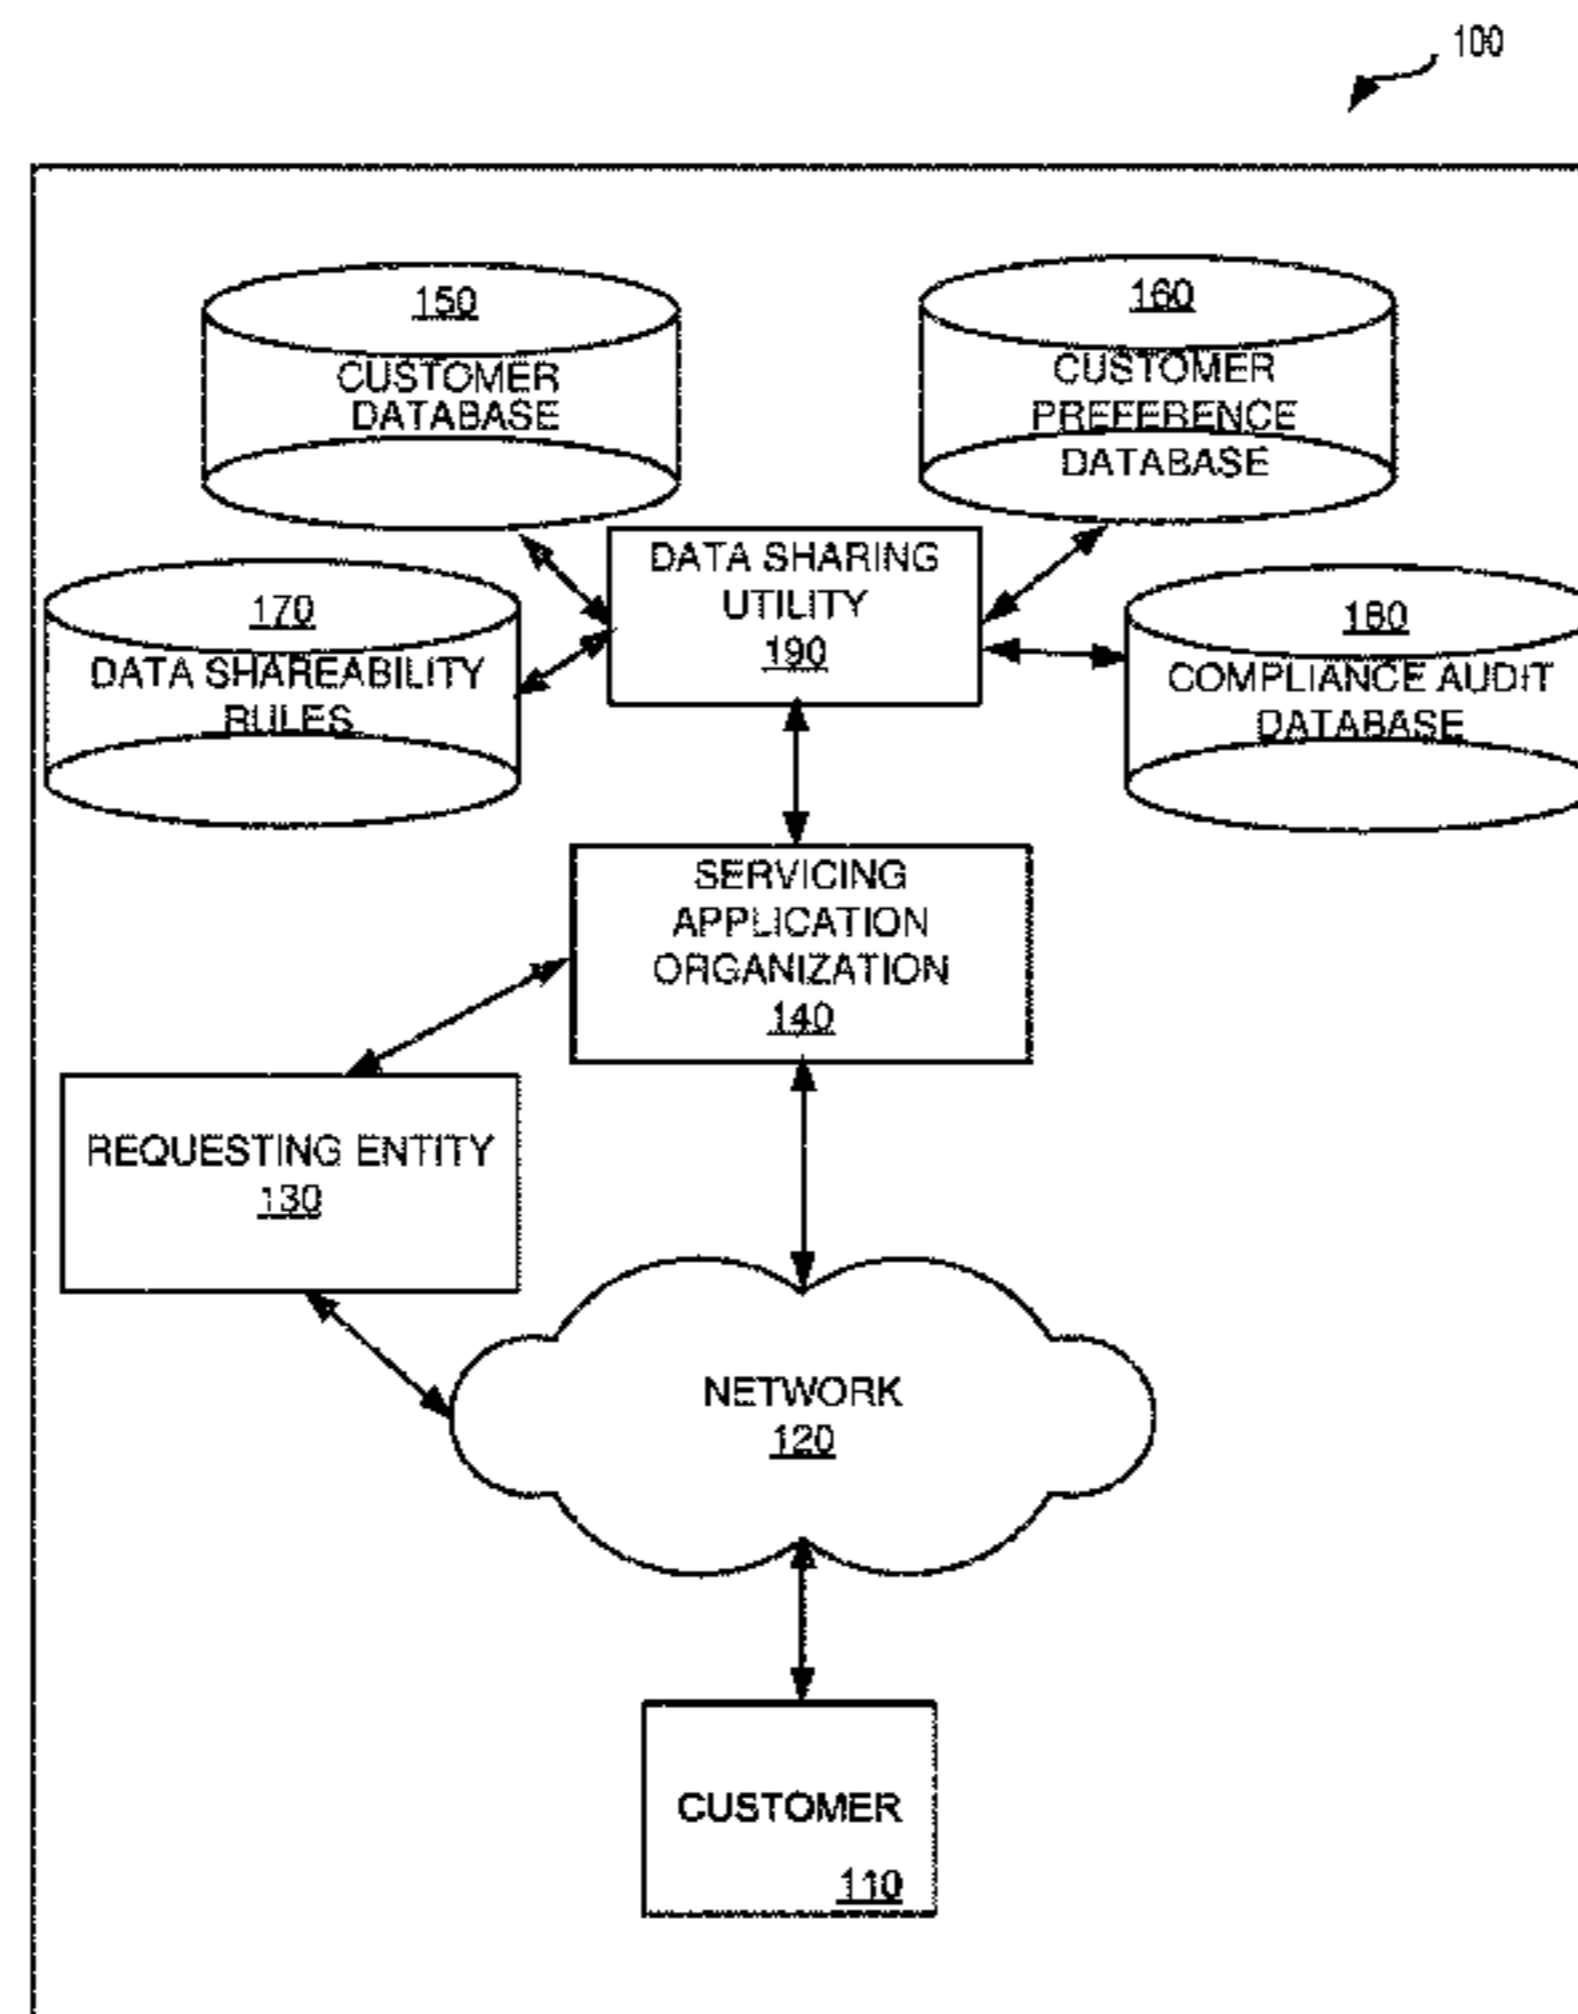 100
150
CUSTOMER
DATABASE
160
CUSTOMER
PREFERENCE
DATABASE
DATA SHARING
UTILITY
190
170
DATA SHAREABILITY
RULES
180
COMPLIANCE AUDIT
DATABASE
SERVICING
APPLICATION
ORGANIZATION
140
REQUESTING ENTITY
130
NETWORK
120
CUSTOMER
110